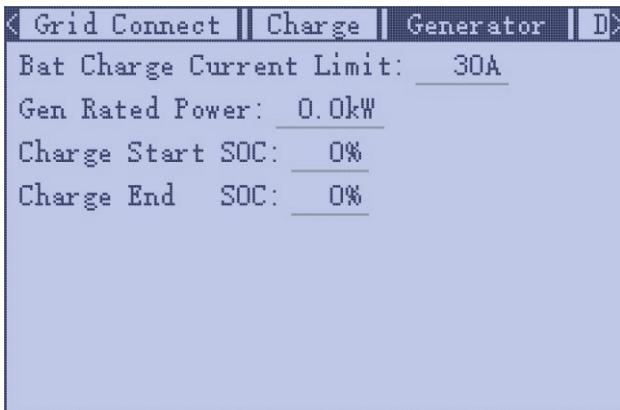 < Grid Connect Charge Generator D>
Bat Charge Current Limit: 30A
Gen Rated Power: 0.0kW
Charge Start SOC: 0%
Charge End SOC: 0%